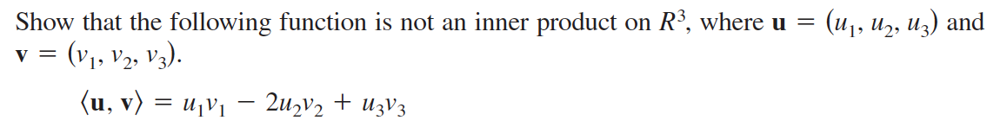 Show that the following function is not an inner product on R³, where u = (u₁, u₂, u₃) and
v = (v₁, v₂, v₃).
⟨u, v⟩ = u₁v₁ − 2u₂v₂ + u₃v₃